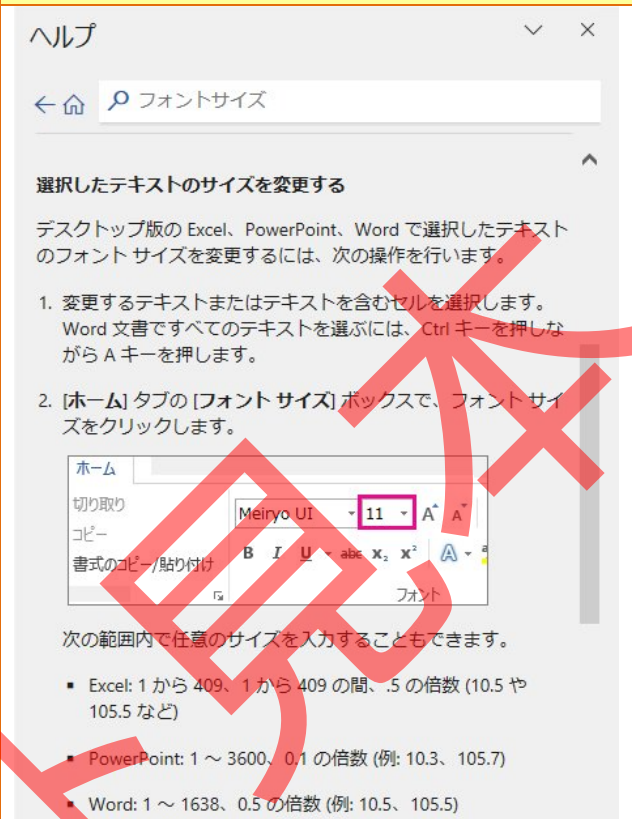 ヘルプ
フォントサイズ
選択したテキストのサイズを変更する
デスクトップ版の Excel、PowerPoint、Word で選択したテキスト
のフォント サイズを変更するには、次の操作を行います。
1. 変更するテキストまたはテキストを含むセルを選択します。
Word 文書ですべてのテキストを選ぶには、Ctrl キーを押しな
がら A キーを押します。
2. [ホーム] タブの [フォント サイズ] ボックスで、フォント サイ
ズをクリックします。
ホーム
切り取り
コピー
書式のコピー/貼り付け
Meiryo UI 11 A A
B I U abc x₂ x² A
フォント
次の範囲内で任意のサイズを入力することもできます。
▪ Excel: 1 から 409、1 から 409 の間、.5 の倍数 (10.5 や
105.5 など)
▪ PowerPoint: 1 ～ 3600、0.1 の倍数 (例: 10.3、105.7)
▪ Word: 1 ～ 1638、0.5 の倍数 (例: 10.5、105.5)
見本